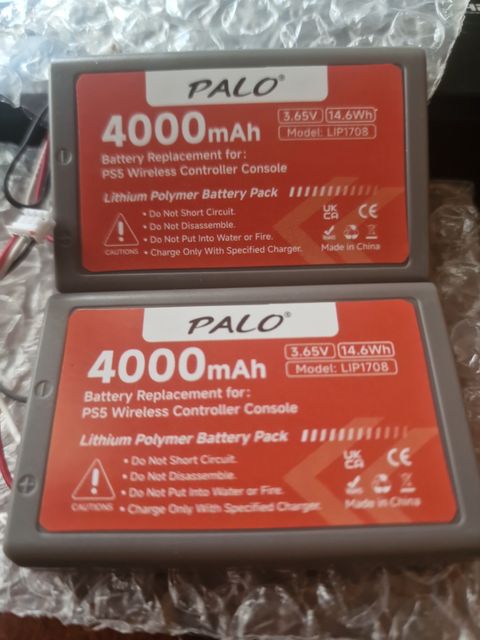 PALO®
4000mAh
3.65V 14.6Wh
Model: LIP1708
Battery Replacement for:
PS5 Wireless Controller Console
Lithium Polymer Battery Pack
• Do Not Short Circuit.
• Do Not Disassemble.
• Do Not Put Into Water or Fire.
• Charge Only With Specified Charger.
CAUTIONS
UK CA CE
Made in China
PALO®
4000mAh
3.65V 14.6Wh
Model: LIP1708
Battery Replacement for:
PS5 Wireless Controller Console
Lithium Polymer Battery Pack
• Do Not Short Circuit.
• Do Not Disassemble.
• Do Not Put Into Water or Fire.
• Charge Only With Specified Charger.
CAUTIONS
UK CA CE
Made in China